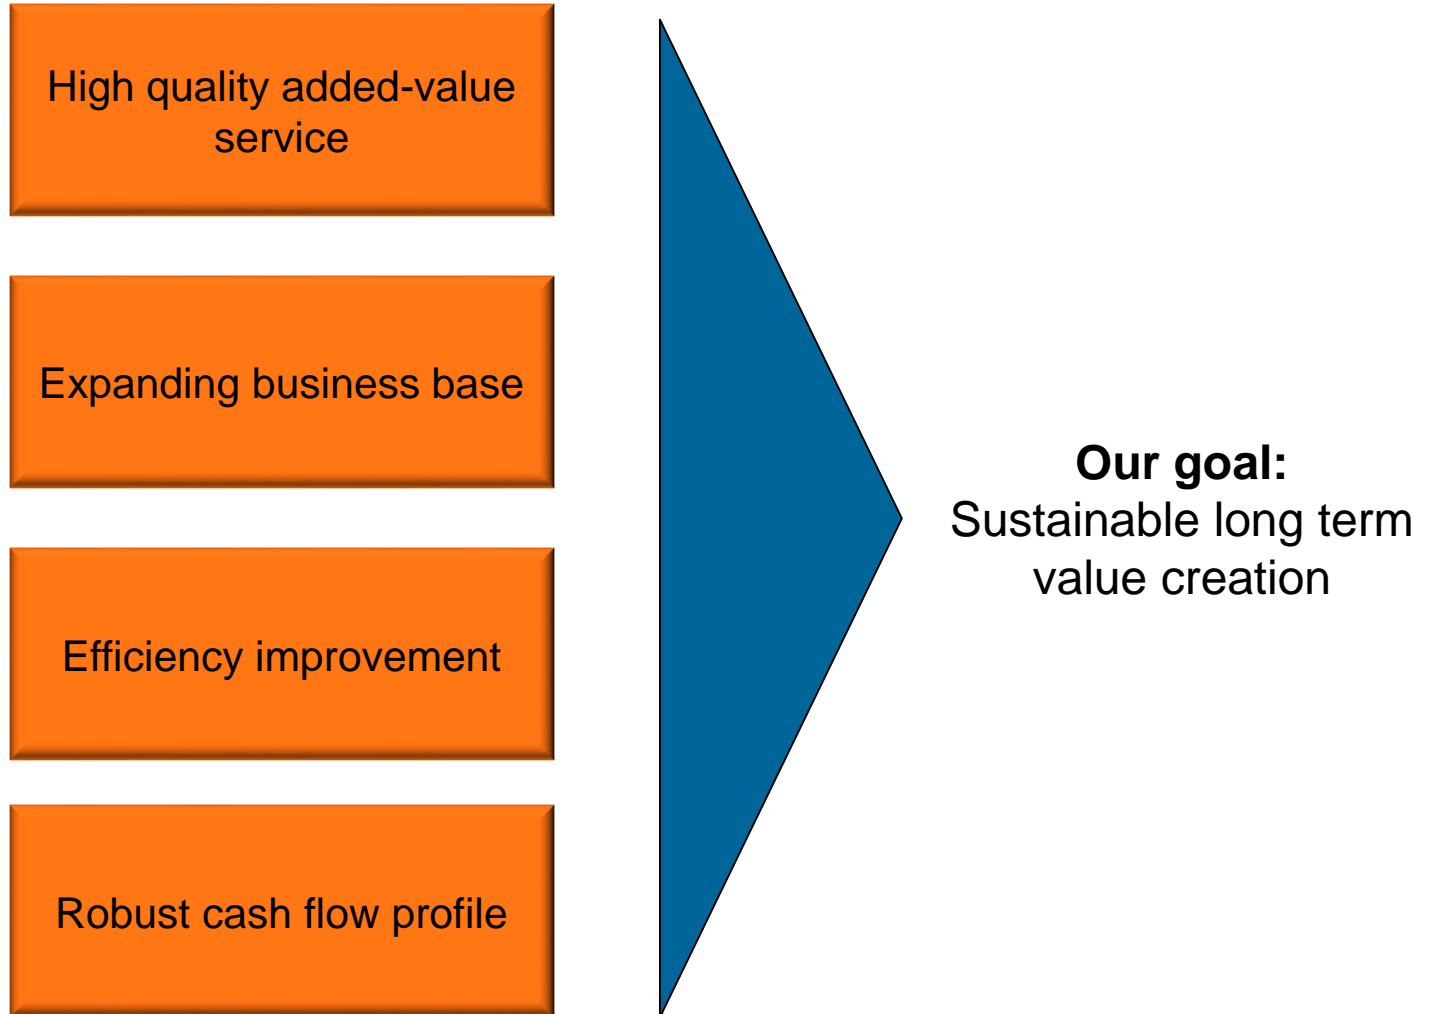 High quality added-value
service
Expanding business base
Efficiency improvement
Robust cash flow profile
Our goal:
Sustainable long term
value creation